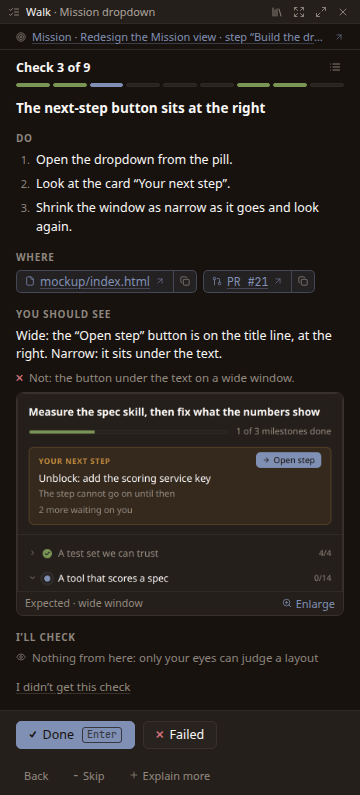 Walk · Mission dropdown
Mission · Redesign the Mission view · step “Build the dr…
Check 3 of 9
The next-step button sits at the right
DO
1. Open the dropdown from the pill.
2. Look at the card “Your next step”.
3. Shrink the window as narrow as it goes and look
again.
WHERE
mockup/index.html
PR #21
YOU SHOULD SEE
Wide: the “Open step” button is on the title line, at the
right. Narrow: it sits under the text.
Not: the button under the text on a wide window.
Measure the spec skill, then fix what the numbers show
1 of 3 milestones done
YOUR NEXT STEP
Open step
Unblock: add the scoring service key
The step cannot go on until then
2 more waiting on you
A test set we can trust 4/4
A tool that scores a spec 0/14
Expected · wide window Enlarge
I'LL CHECK
Nothing from here: only your eyes can judge a layout
I didn't get this check
Done Enter
Failed
Back
Skip
Explain more